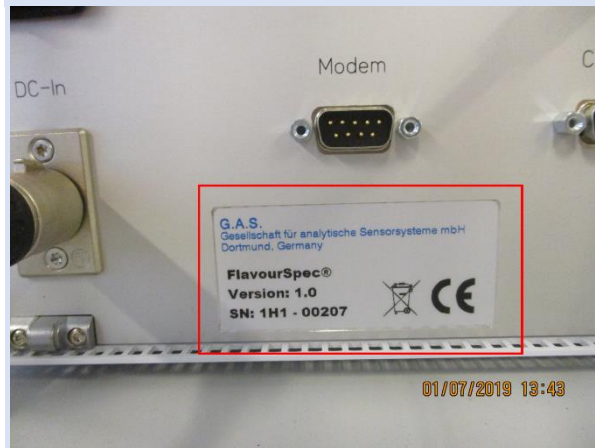 Modem
C
DC-In
G.A.S.
Gesellschaft für analytische Sensorsysteme mbH
Dortmund, Germany
FlavourSpec®
Version: 1.0
SN: 1H1 - 00207
CE
01/07/2019 13:43